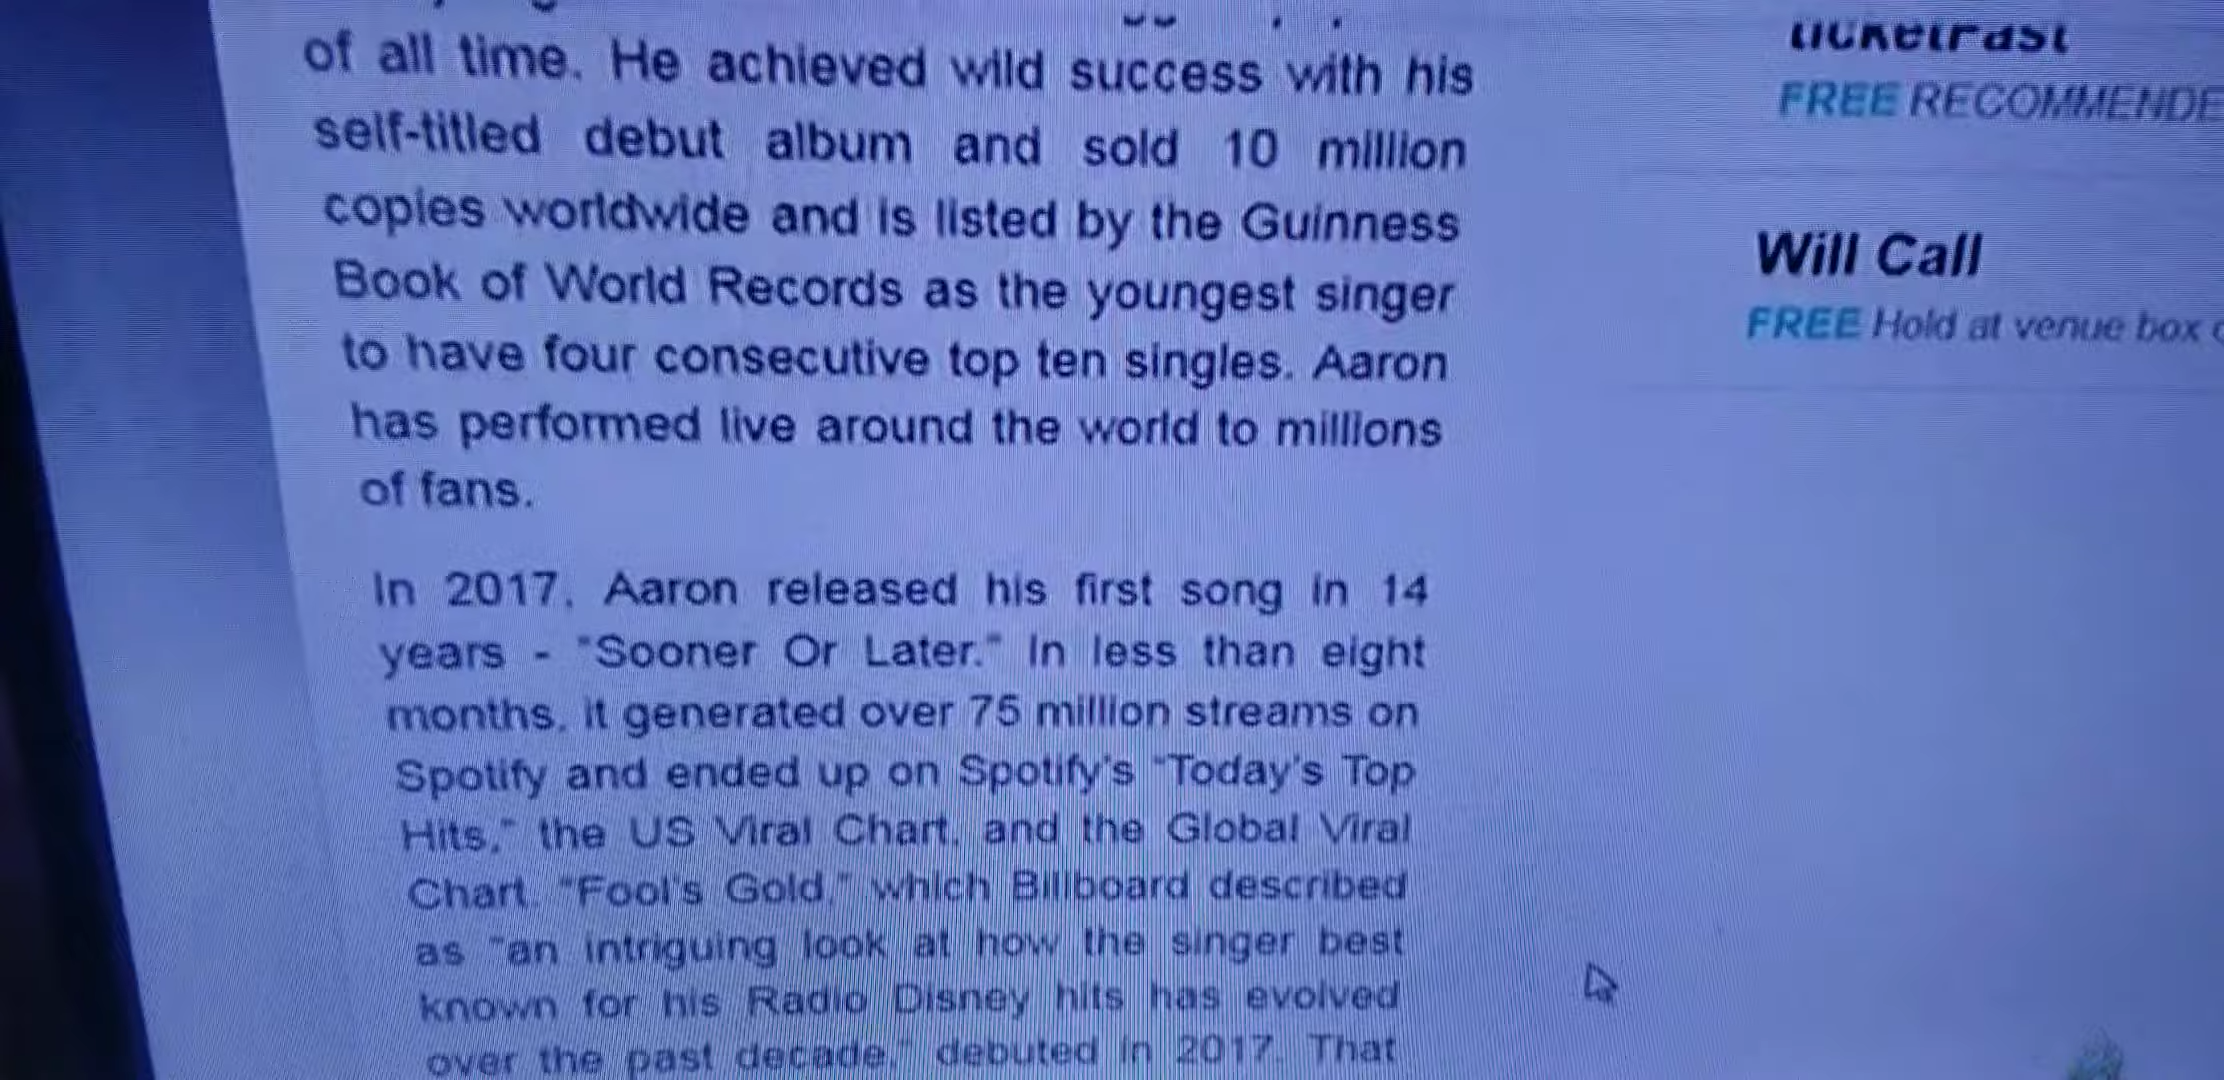 of all time. He achieved wild success with his
self-titled debut album and sold 10 million
copies worldwide and is listed by the Guinness
Book of World Records as the youngest singer
to have four consecutive top ten singles. Aaron
has performed live around the world to millions
of fans.
In 2017, Aaron released his first song in 14
years - "Sooner Or Later." In less than eight
months, it generated over 75 million streams on
Spotify and ended up on Spotify's "Today's Top
Hits," the US Viral Chart, and the Global Viral
Chart. "Fool's Gold," which Billboard described
as "an intriguing look at how the singer best
known for his Radio Disney hits has evolved
over the past decade," debuted in 2017. That
ticketFast
FREE RECOMMENDE
Will Call
FREE Hold at venue box